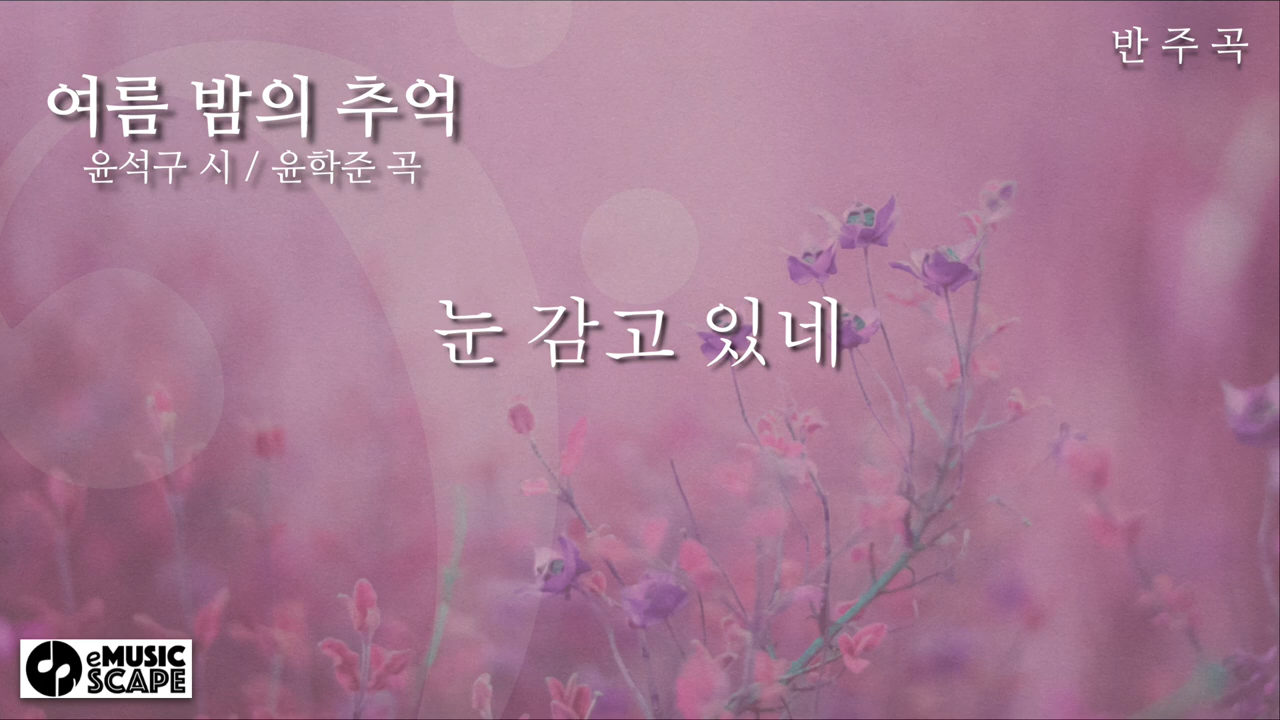 반 주 곡
여름 밤의 추억
윤석구 시 / 윤학준 곡
눈 감고 있네
eMUSIC
SCAPE